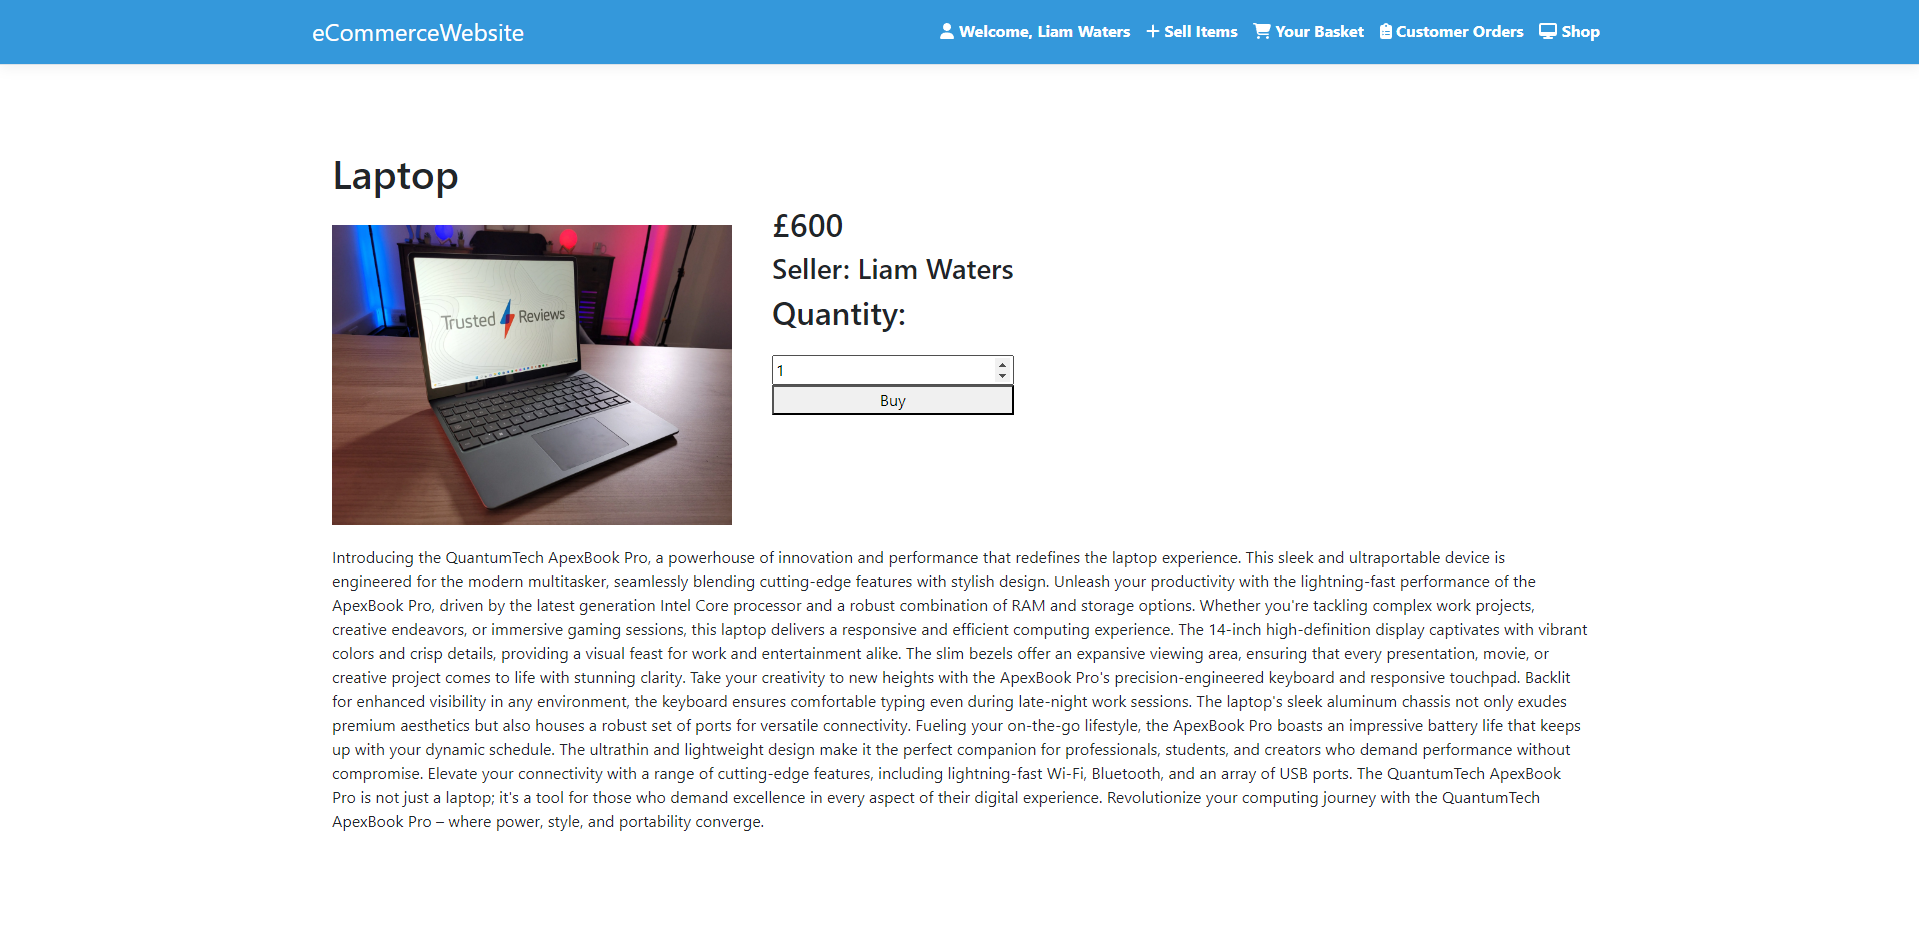 eCommerceWebsite
Welcome, Liam Waters
Sell Items
Your Basket
Customer Orders
Shop
Laptop
Trusted Reviews
£600
Seller: Liam Waters
Quantity:
1
Buy
Introducing the QuantumTech ApexBook Pro, a powerhouse of innovation and performance that redefines the laptop experience. This sleek and ultraportable device is
engineered for the modern multitasker, seamlessly blending cutting-edge features with stylish design. Unleash your productivity with the lightning-fast performance of the
ApexBook Pro, driven by the latest generation Intel Core processor and a robust combination of RAM and storage options. Whether you're tackling complex work projects,
creative endeavors, or immersive gaming sessions, this laptop delivers a responsive and efficient computing experience. The 14-inch high-definition display captivates with vibrant
colors and crisp details, providing a visual feast for work and entertainment alike. The slim bezels offer an expansive viewing area, ensuring that every presentation, movie, or
creative project comes to life with stunning clarity. Take your creativity to new heights with the ApexBook Pro's precision-engineered keyboard and responsive touchpad. Backlit
for enhanced visibility in any environment, the keyboard ensures comfortable typing even during late-night work sessions. The laptop's sleek aluminum chassis not only exudes
premium aesthetics but also houses a robust set of ports for versatile connectivity. Fueling your on-the-go lifestyle, the ApexBook Pro boasts an impressive battery life that keeps
up with your dynamic schedule. The ultrathin and lightweight design make it the perfect companion for professionals, students, and creators who demand performance without
compromise. Elevate your connectivity with a range of cutting-edge features, including lightning-fast Wi-Fi, Bluetooth, and an array of USB ports. The QuantumTech ApexBook
Pro is not just a laptop; it's a tool for those who demand excellence in every aspect of their digital experience. Revolutionize your computing journey with the QuantumTech
ApexBook Pro – where power, style, and portability converge.